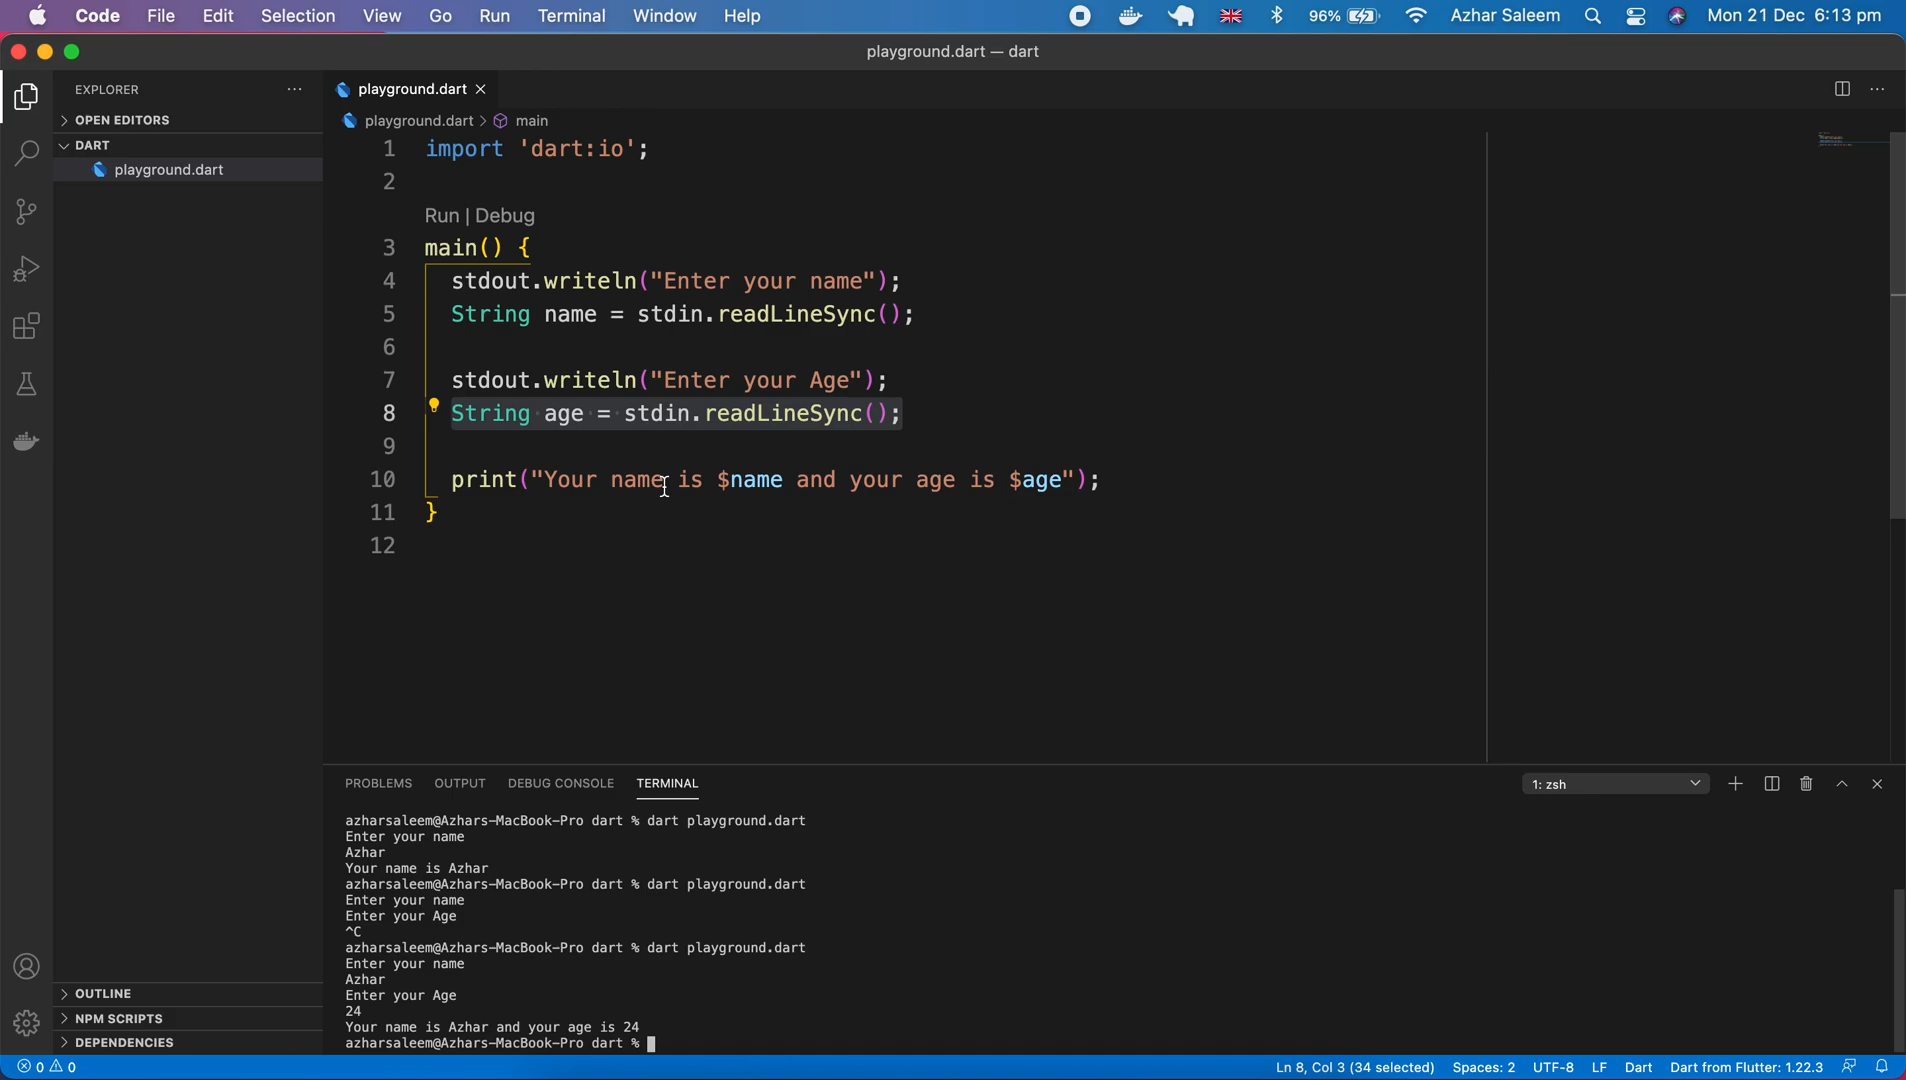 Code File Edit Selection View Go Run Terminal Window Help 96% Azhar Saleem Mon 21 Dec 6:13 pm
playground.dart — dart
EXPLORER
OPEN EDITORS
DART
playground.dart
playground.dart
playground.dart > main
1 import 'dart:io';
2
Run | Debug
3 main() {
4 stdout.writeln("Enter your name");
5 String name = stdin.readLineSync();
6
7 stdout.writeln("Enter your Age");
8 String age = stdin.readLineSync();
9
10 print("Your name is $name and your age is $age");
11 }
12
PROBLEMS OUTPUT DEBUG CONSOLE TERMINAL 1: zsh
azharsaleem@Azhars-MacBook-Pro dart % dart playground.dart
Enter your name
Azhar
Your name is Azhar
azharsaleem@Azhars-MacBook-Pro dart % dart playground.dart
Enter your name
Enter your Age
^C
azharsaleem@Azhars-MacBook-Pro dart % dart playground.dart
Enter your name
Azhar
Enter your Age
24
Your name is Azhar and your age is 24
azharsaleem@Azhars-MacBook-Pro dart %
OUTLINE
NPM SCRIPTS
DEPENDENCIES
0 0 Ln 8, Col 3 (34 selected) Spaces: 2 UTF-8 LF Dart Dart from Flutter: 1.22.3